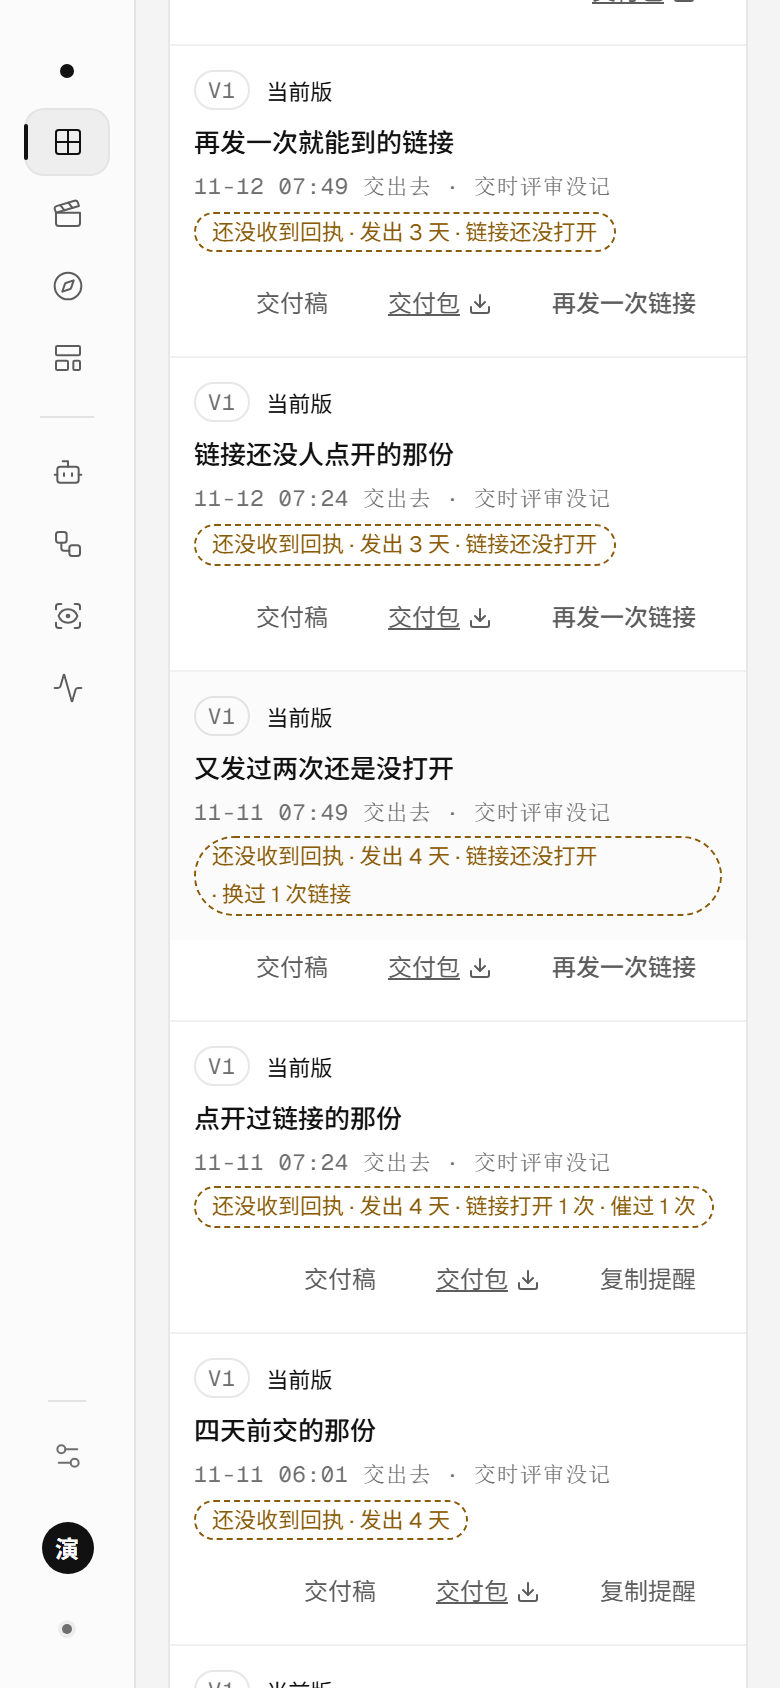 交付包
V1 当前版
再发一次就能到的链接
11-12 07:49 交出去 · 交时评审没记
还没收到回执 · 发出 3 天 · 链接还没打开
交付稿 交付包 再发一次链接
V1 当前版
链接还没人点开的那份
11-12 07:24 交出去 · 交时评审没记
还没收到回执 · 发出 3 天 · 链接还没打开
交付稿 交付包 再发一次链接
V1 当前版
又发过两次还是没打开
11-11 07:49 交出去 · 交时评审没记
还没收到回执 · 发出 4 天 · 链接还没打开
· 换过 1 次链接
交付稿 交付包 再发一次链接
V1 当前版
点开过链接的那份
11-11 07:24 交出去 · 交时评审没记
还没收到回执 · 发出 4 天 · 链接打开 1 次 · 催过 1 次
交付稿 交付包 复制提醒
V1 当前版
四天前交的那份
11-11 06:01 交出去 · 交时评审没记
还没收到回执 · 发出 4 天
交付稿 交付包 复制提醒
演
V1 当前版